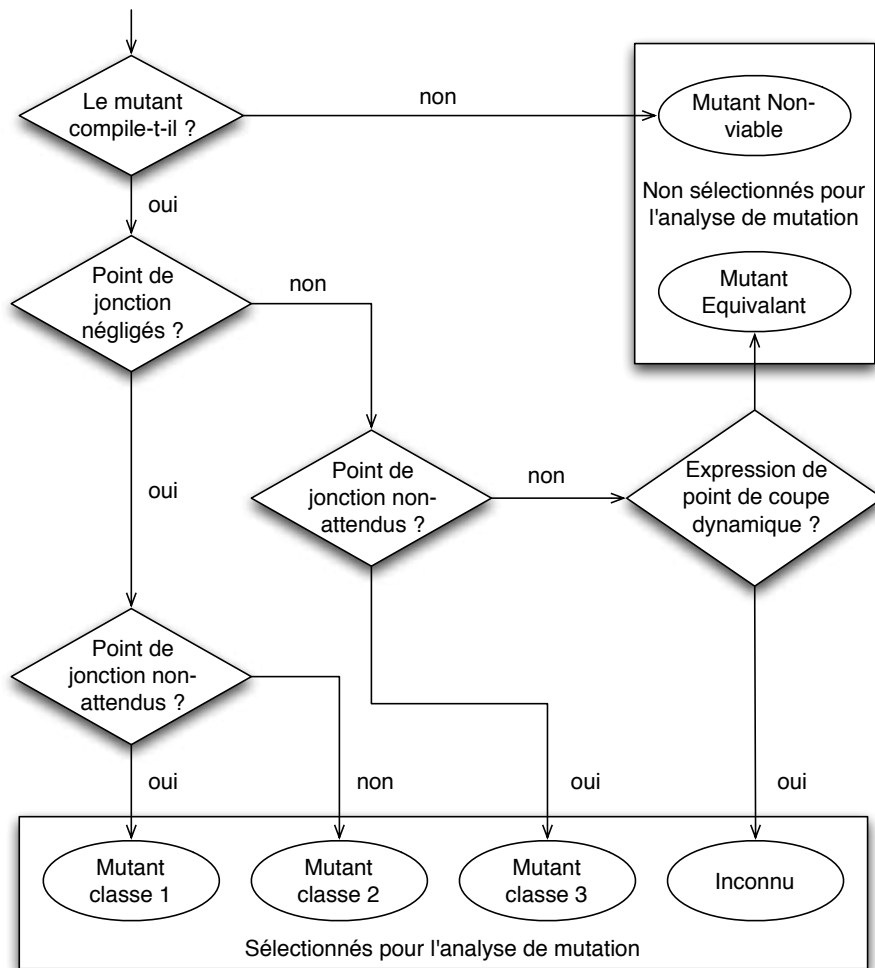 Le mutant
compile-t-il ?
non
Mutant Non-
viable
Non sélectionnés pour
l'analyse de mutation
Mutant
Equivalant
oui
Point de
jonction
négligés ?
non
Point de
jonction non-
attendus ?
non
Expression de
point de coupe
dynamique ?
oui
Point de
jonction non-
attendus ?
oui
non
oui
oui
Mutant
classe 1
Mutant
classe 2
Mutant
classe 3
Inconnu
Sélectionnés pour l'analyse de mutation